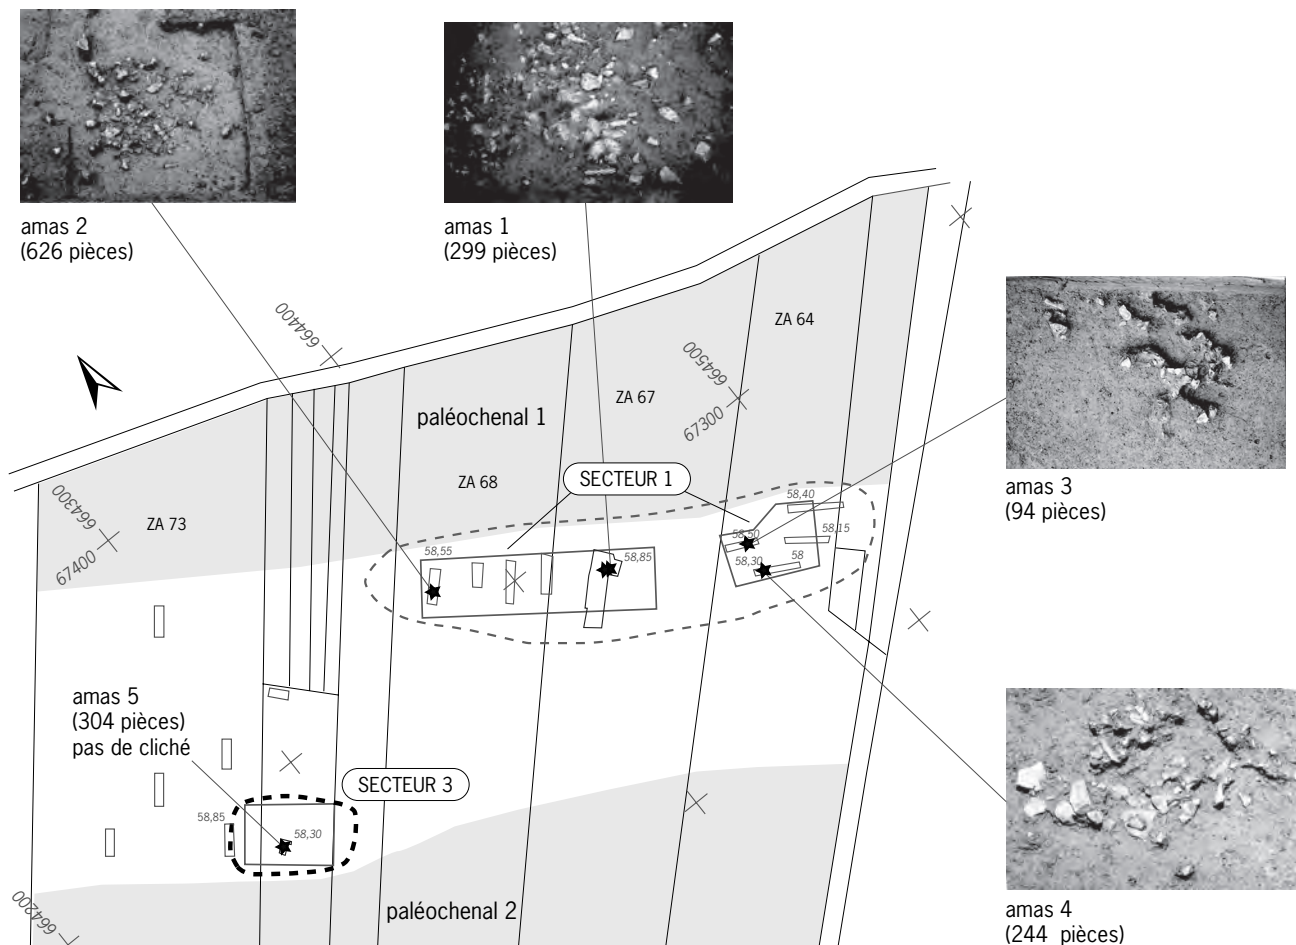 amas 2
(626 pièces)
amas 1
(299 pièces)
664400
ZA 64
664500
ZA 67
67300
paléochenal 1
amas 3
(94 pièces)
ZA 68
SECTEUR 1
664300
ZA 73
67400
58,40
58,15
58,50
58,55
58,85
58,30
58
amas 5
(304 pièces)
pas de cliché
SECTEUR 3
58,85
58,30
664200
paléochenal 2
amas 4
(244 pièces)